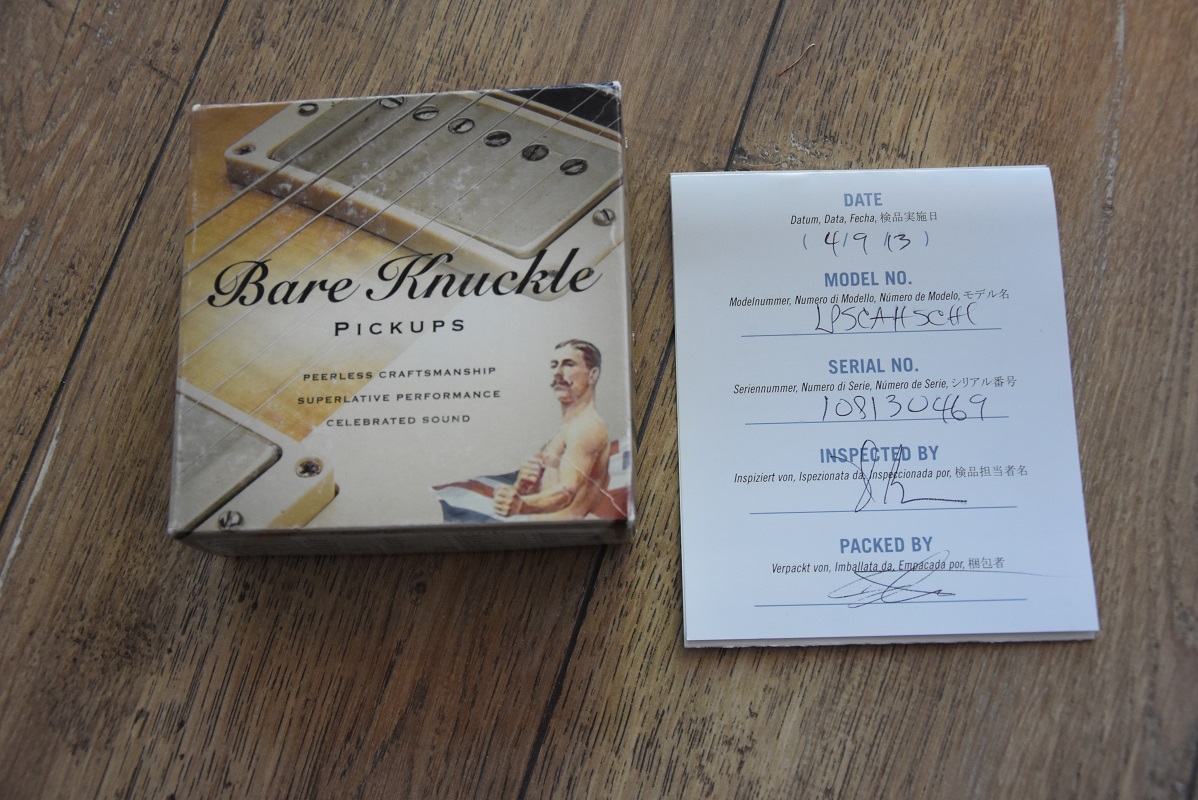 Bare Knuckle
PICKUPS
PEERLESS CRAFTSMANSHIP
SUPERLATIVE PERFORMANCE
CELEBRATED SOUND
DATE
Datum, Data, Fecha, 検品実施日
( 4/9/13 )
MODEL NO.
Modelnummer, Numero di Modello, Número de Modelo, モデル名
LPSCAHSCH1
SERIAL NO.
Seriennummer, Numero di Serie, Número de Serie, シリアル番号
108130469
INSPECTED BY
Inspiziert von, Ispezionata da, Inspeccionada por, 検品担当者名
PACKED BY
Verpackt von, Imballata da, Empacada por, 梱包者